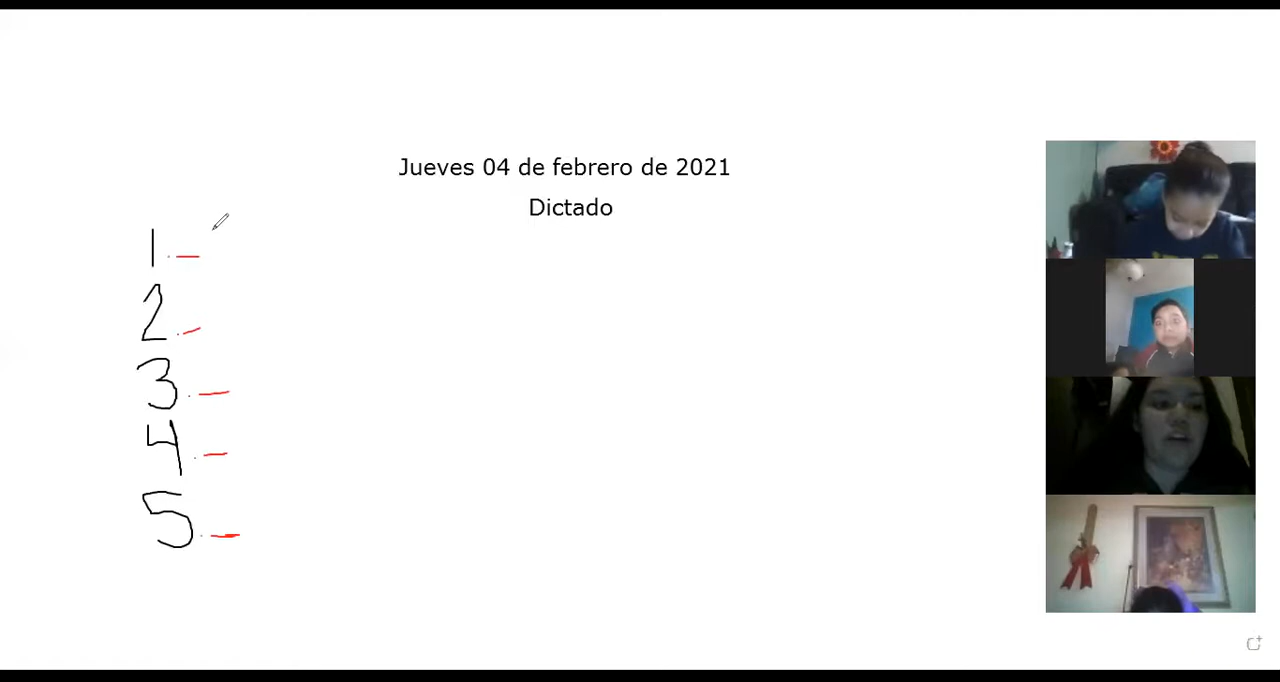 Jueves 04 de febrero de 2021
Dictado
1.-
2.-
3.-
4.-
5.-